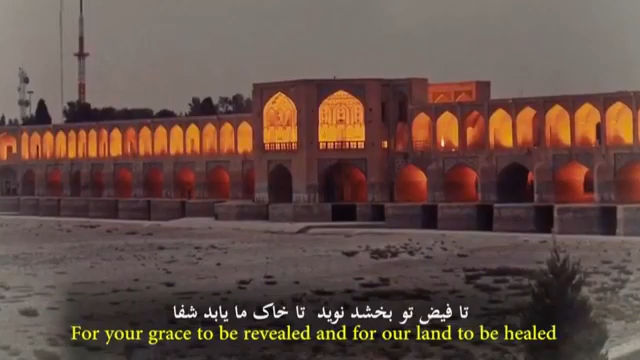 تا فیض تو بخشد نوید تا خاک ما یابد شفا
For your grace to be revealed and for our land to be healed